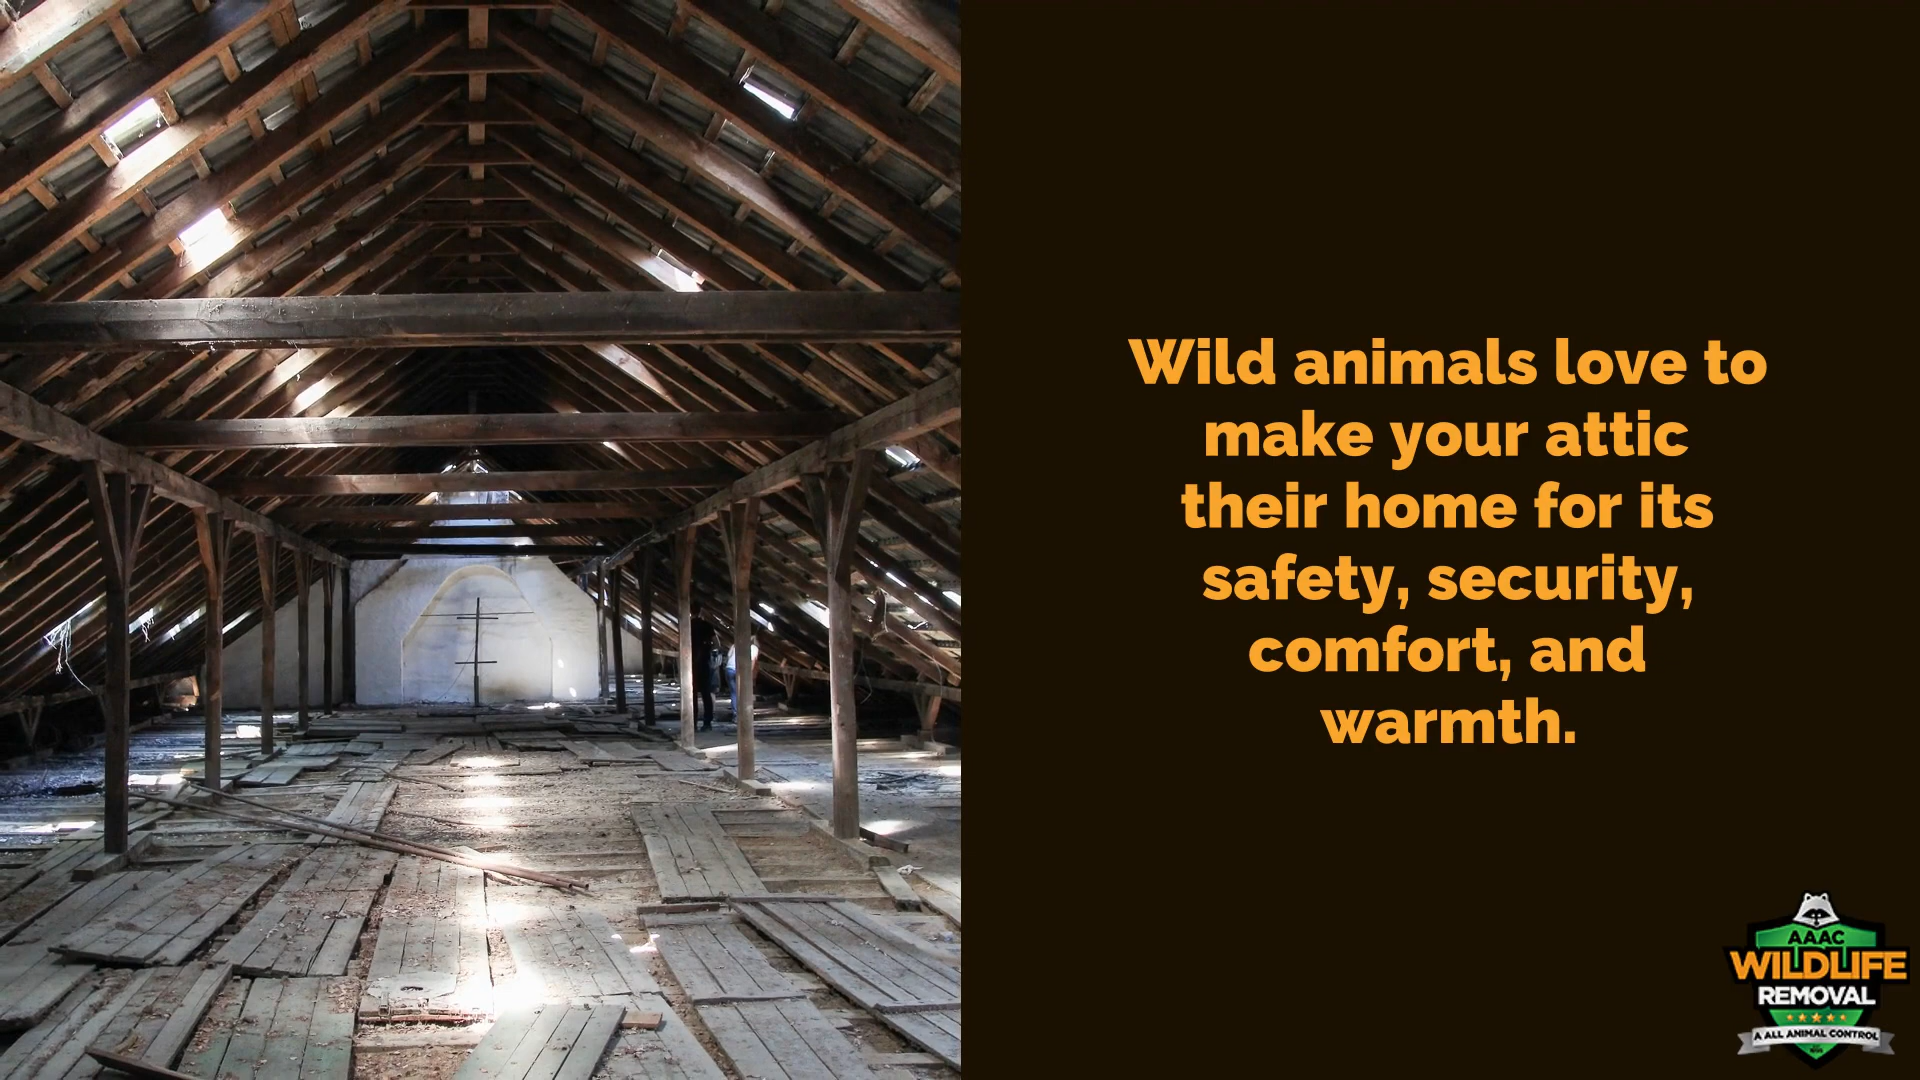 Wild animals love to
make your attic
their home for its
safety, security,
comfort, and
warmth.
AAAC
WILDLIFE
REMOVAL
A ALL ANIMAL CONTROL